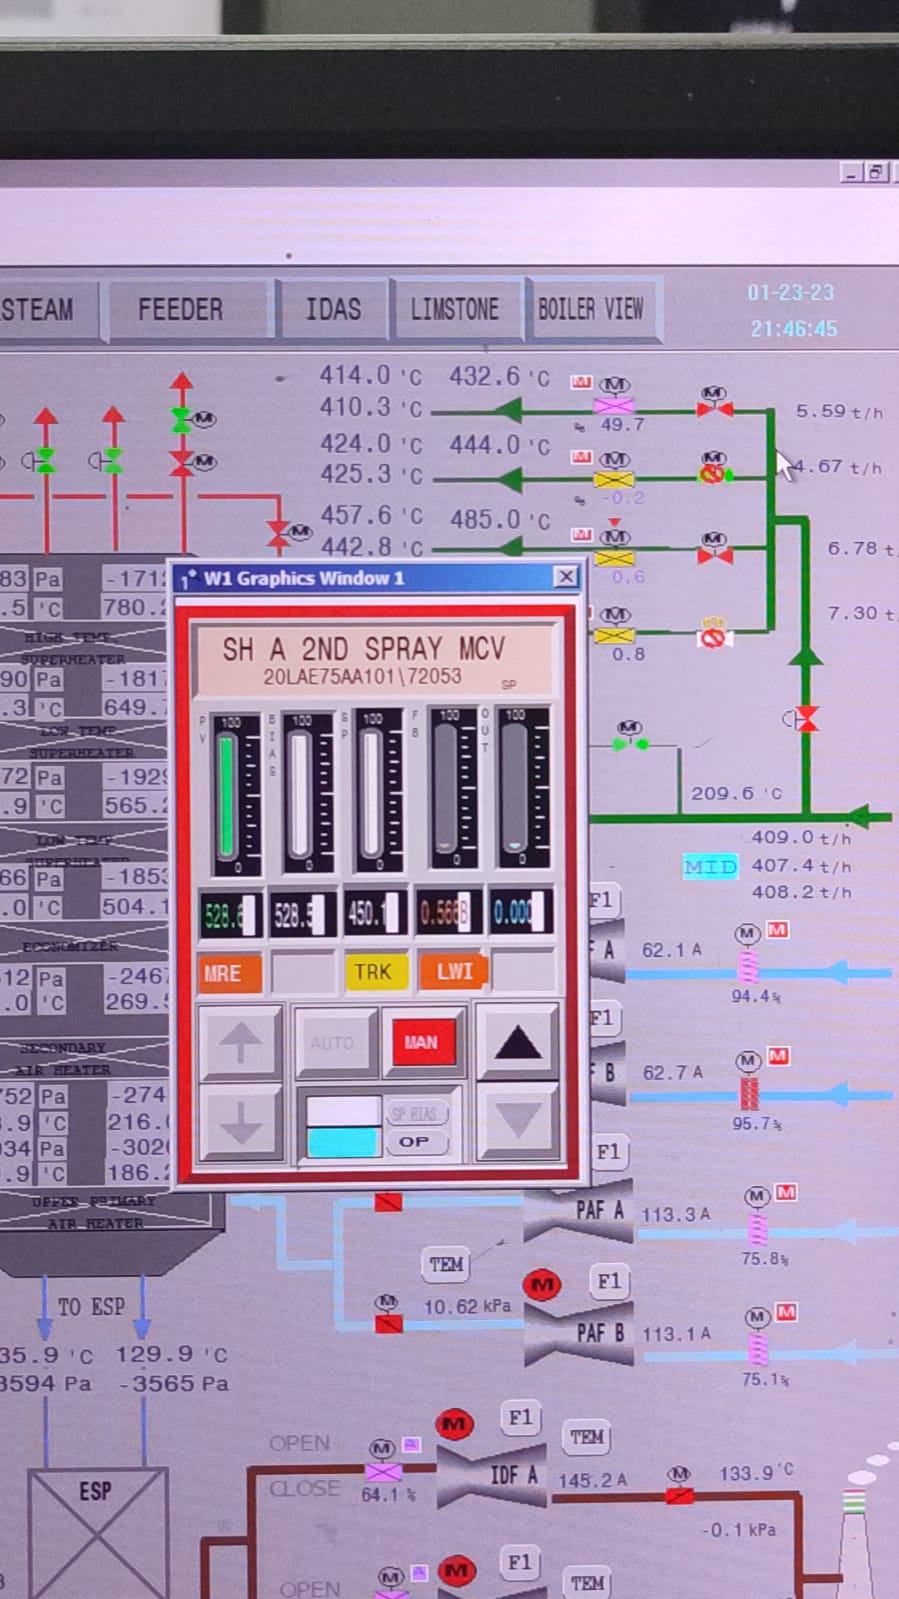 STEAM FEEDER IDAS LIMSTONE BOILER VIEW
01-23-23
21:46:45
414.0 'C 432.6 'C
410.3 'C
49.7
5.59 t/h
424.0 'C 444.0 'C
425.3 'C
-0.2
4.67 t/h
457.6 'C 485.0 'C
442.8 'C
0.6
6.78 t/
0.8
7.30 t/
W1 Graphics Window 1
SH A 2ND SPRAY MCV
20LAE75AA101\72053
SP
PV BIAS SP FB OUT
100 100 100 100 100
0 0 0 0 0
528.6 528.5 450.1 0.568 0.000
MRE TRK LWI
AUTO MAN
SP BIAS
OP
83 Pa -171
.5 'C 780.
HIGH TEMP
SUPERHEATER
90 Pa -181
.3 'C 649.
LOW TEMP
SUPERHEATER
72 Pa -192
.9 'C 565.
LOW TEMP
SUPERHEATER
66 Pa -185
.0 'C 504.1
ECONOMIZER
12 Pa -246
.0 'C 269.
SECONDARY
AIR HEATER
752 Pa -274
.9 'C 216.
034 Pa -302
.9 'C 186.
UPPER PRIMARY
AIR HEATER
209.6 'C
409.0 t/h
MID 407.4 t/h
408.2 t/h
F1
F A 62.1 A M M
94.4%
F1
F B 62.7 A M M
95.7%
F1
PAF A 113.3 A M M
75.8%
TEM
M F1
M 10.62 kPa
PAF B 113.1 A M M
75.1%
TO ESP
35.9 'C 129.9 'C
3594 Pa -3565 Pa
ESP
OPEN
CLOSE
M A
64.1 %
M F1
TEM
IDF A 145.2 A M 133.9 'C
-0.1 kPa
OPEN M A M F1
TEM